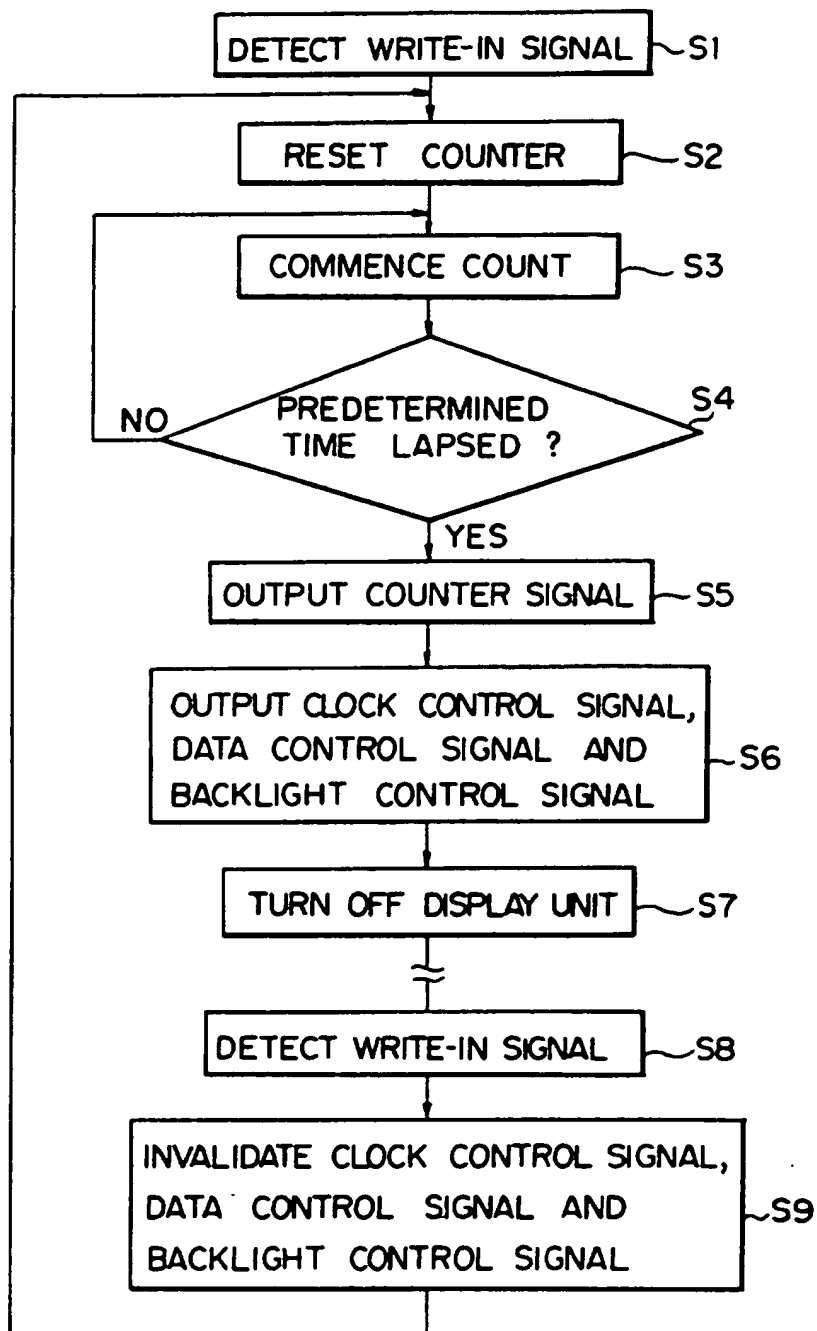 DETECT WRITE-IN SIGNAL S1
RESET COUNTER S2
COMMENCE COUNT S3
S4
PREDETERMINED
NO
TIME LAPSED ?
YES
OUTPUT COUNTER SIGNAL S5
OUTPUT CLOCK CONTROL SIGNAL,
DATA CONTROL SIGNAL AND
S6
BACKLIGHT CONTROL SIGNAL
TURN OFF DISPLAY UNIT S7
DETECT WRITE-IN SIGNAL S8
INVALIDATE CLOCK CONTROL SIGNAL,
DATA CONTROL SIGNAL AND
S9
BACKLIGHT CONTROL SIGNAL